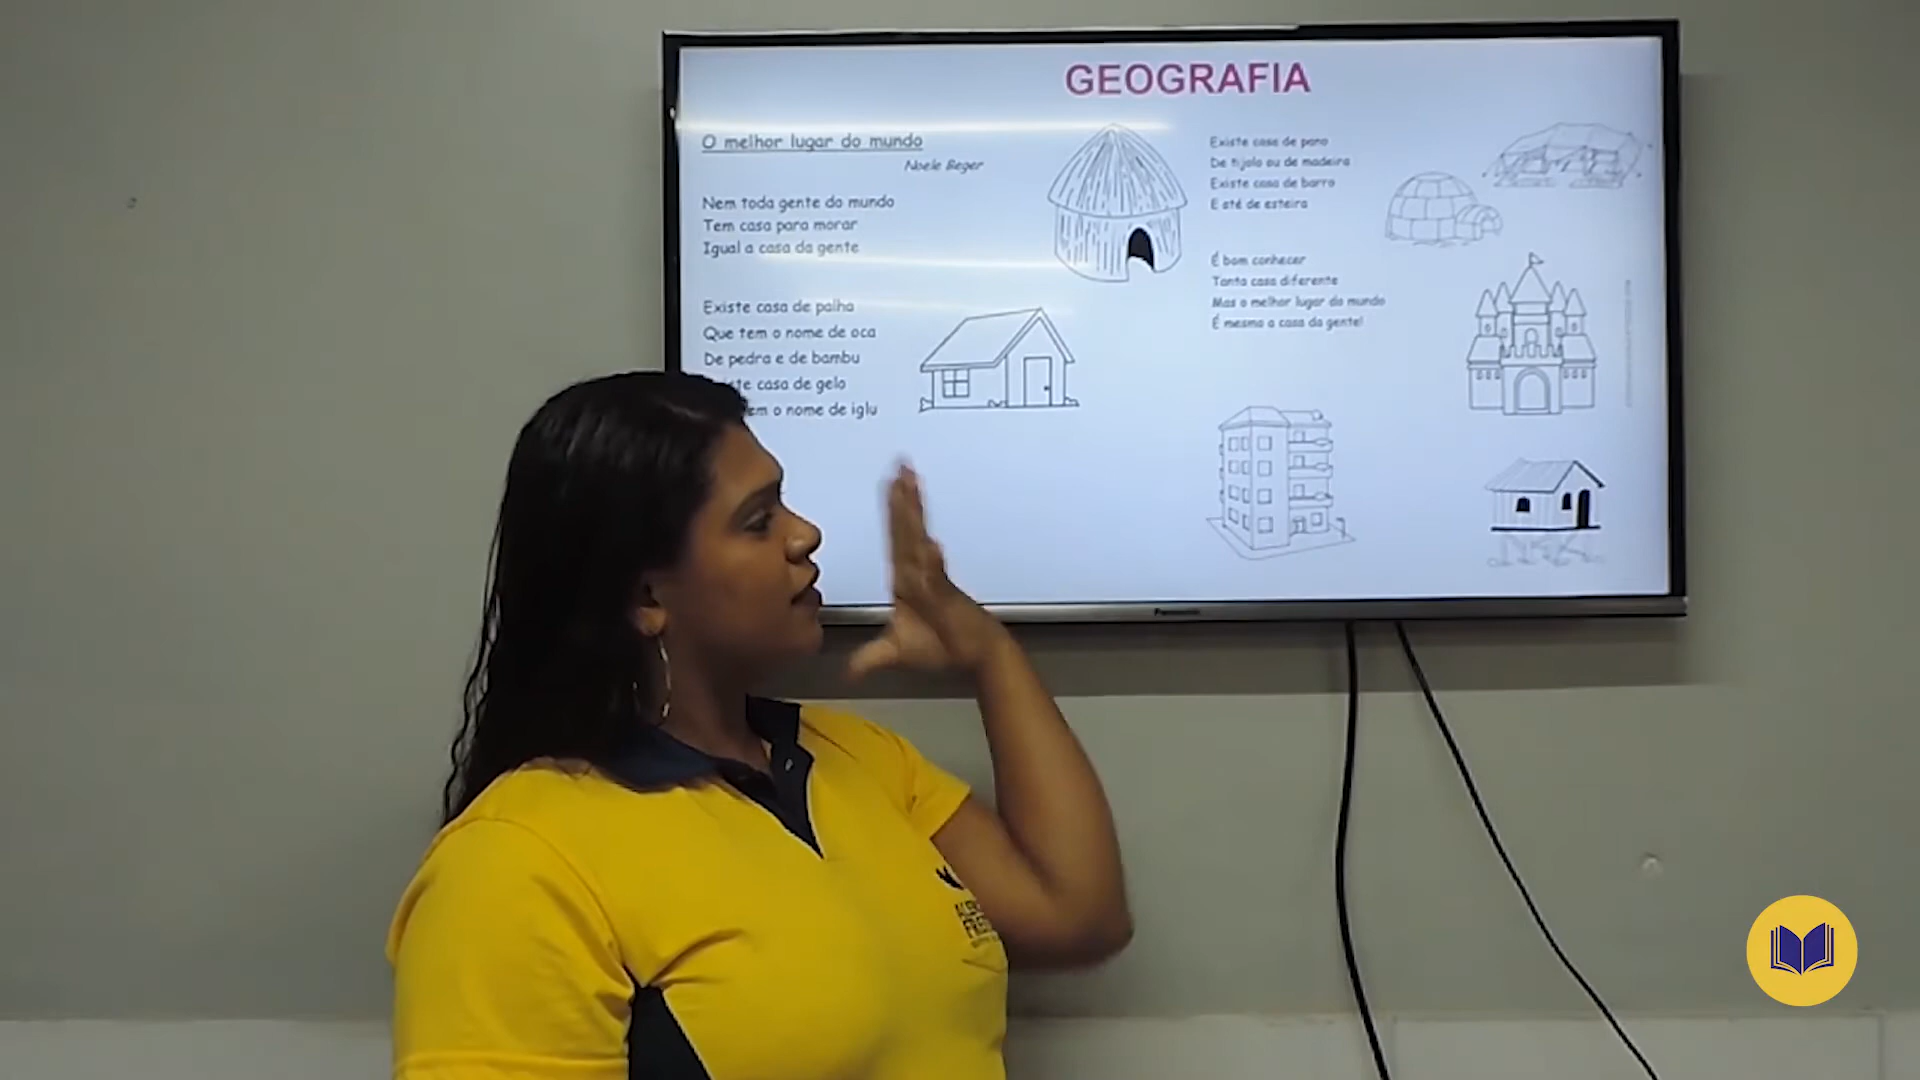 GEOGRAFIA
O melhor lugar do mundo
Noele Beger
Nem toda gente do mundo
Tem casa para morar
Igual a casa da gente
Existe casa de palha
Que tem o nome de oca
De pedra e de bambu
casa de gelo
o nome de iglu
Existe casa de pano
De tijolo ou de madeira
Existe casa de barro
E até de esteira
É bom conhecer
Tanta casa diferente
Mas o melhor lugar do mundo
É mesmo a casa da gente!
Panasonic